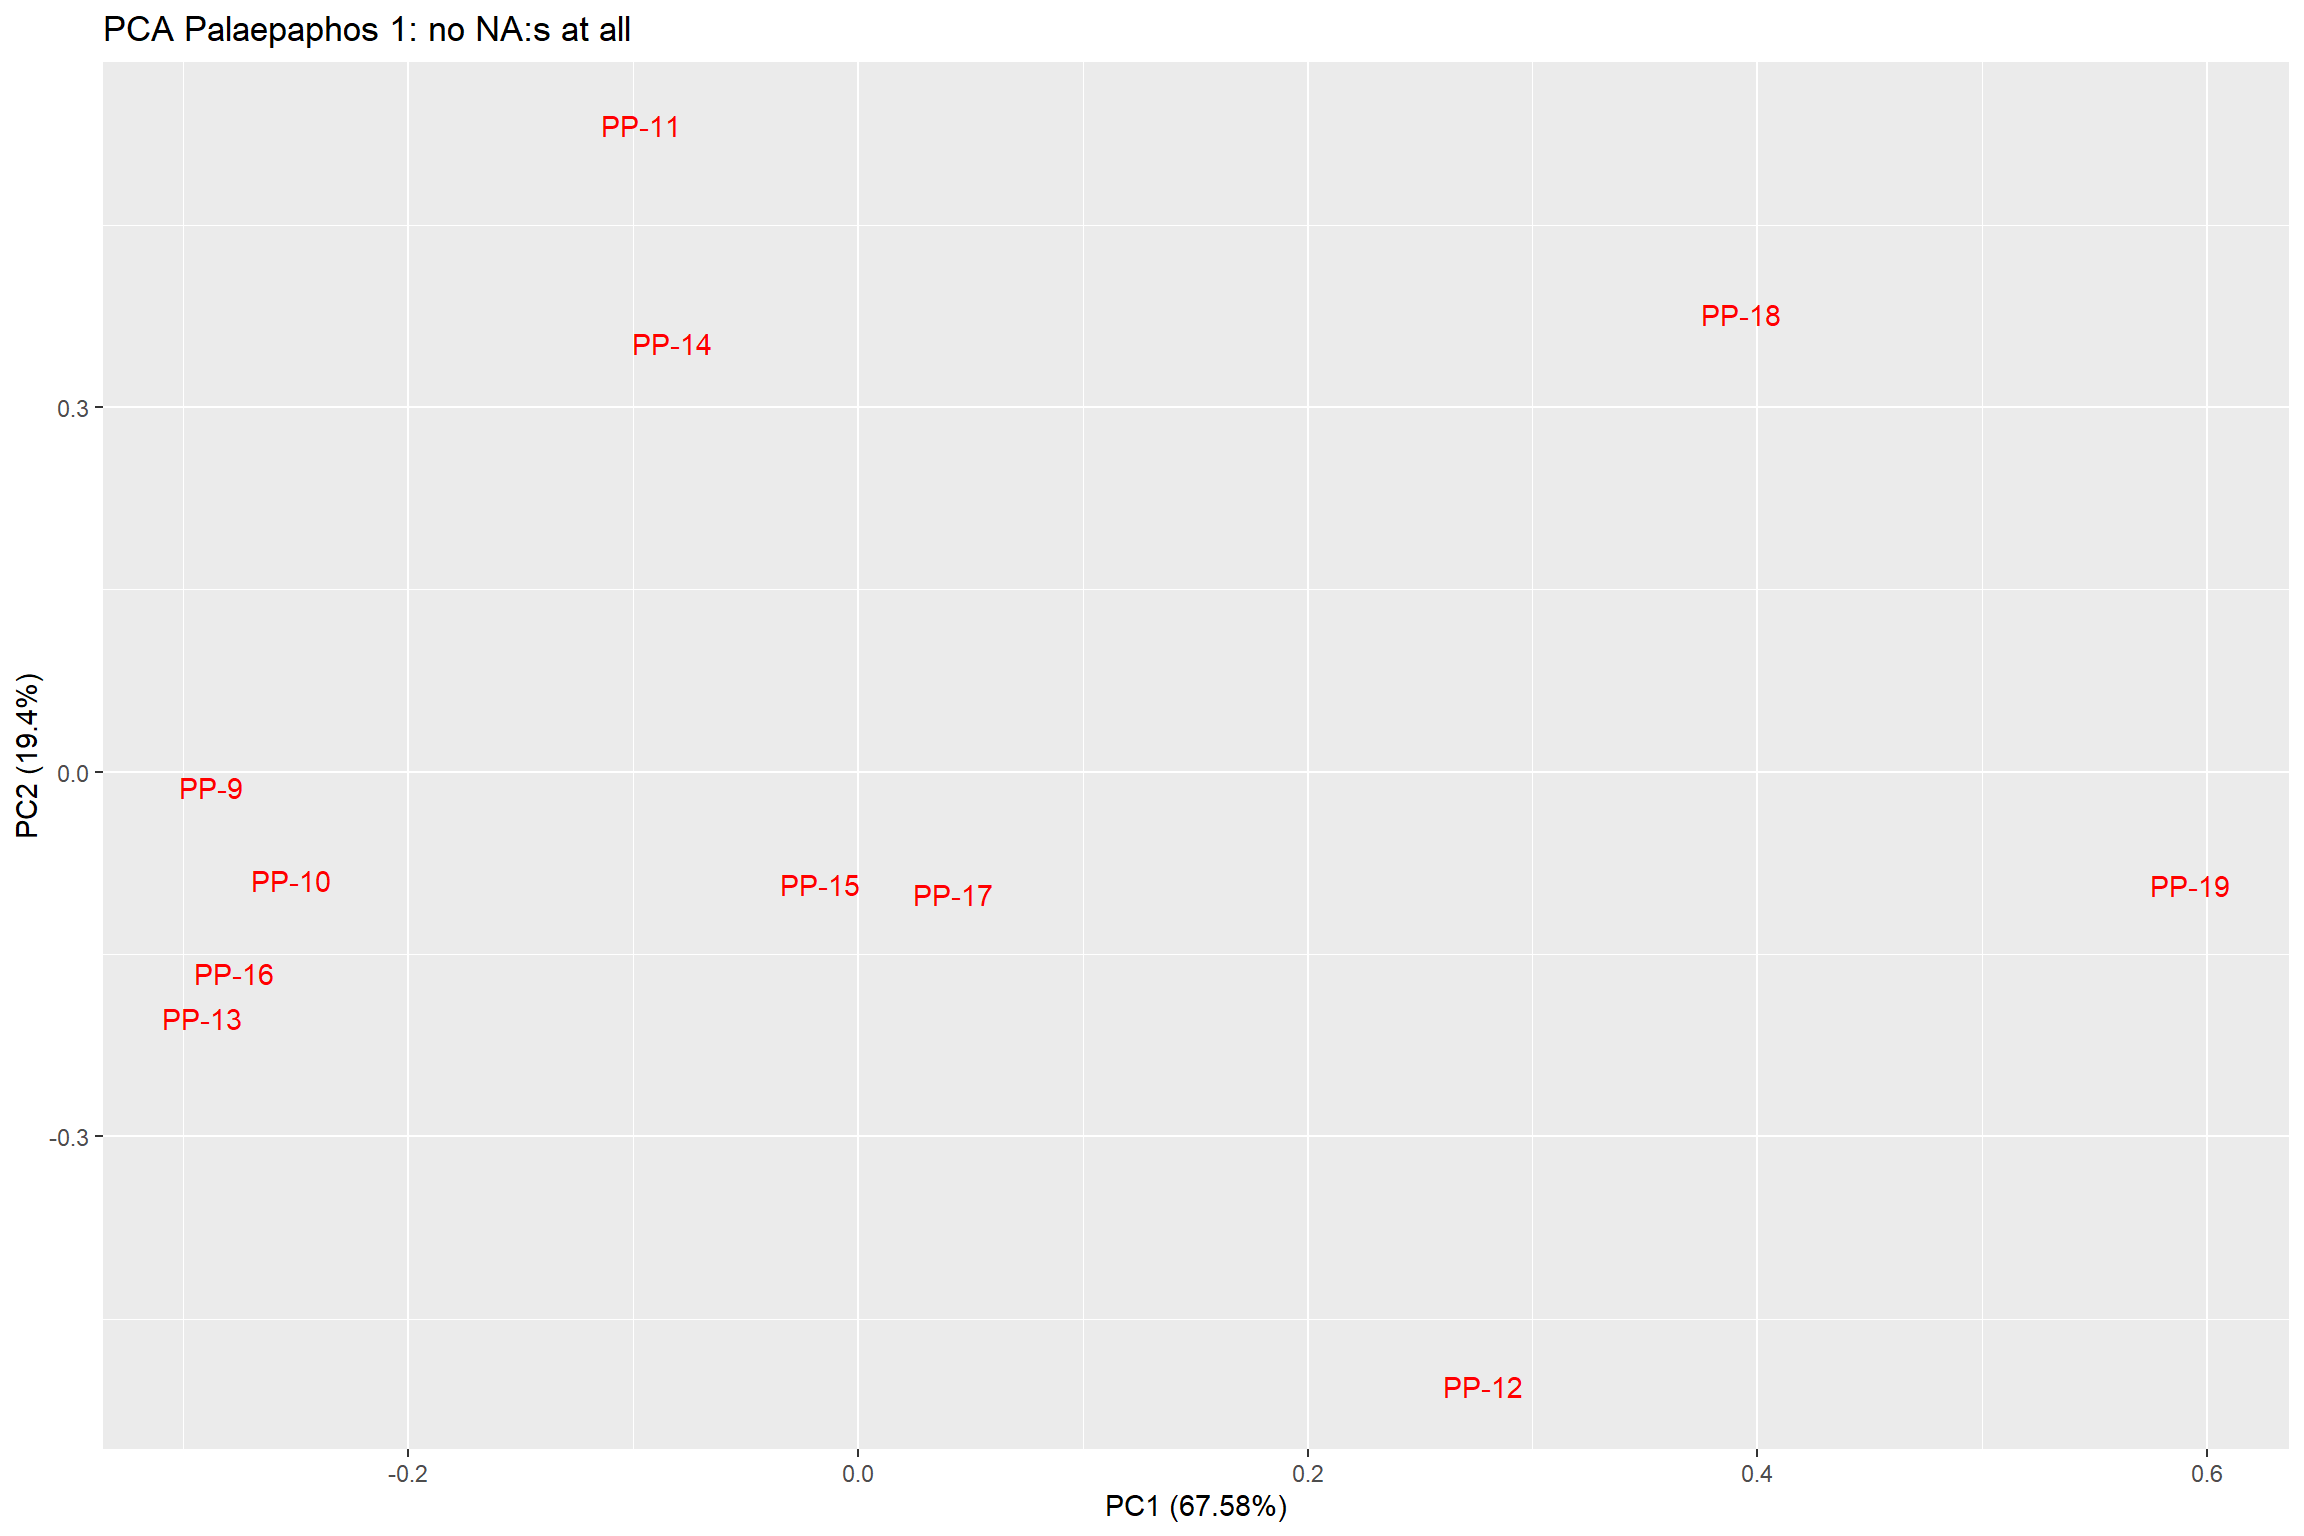 PCA Palaepaphos 1: no NA:s at all
PP-11
PP-18
PP-14
0.3
0.0
PP-9
PP-10
PP-15
PP-17
PP-19
PP-16
PP-13
-0.3
PP-12
PC2 (19.4%)
-0.2
0.0
0.2
0.4
0.6
PC1 (67.58%)